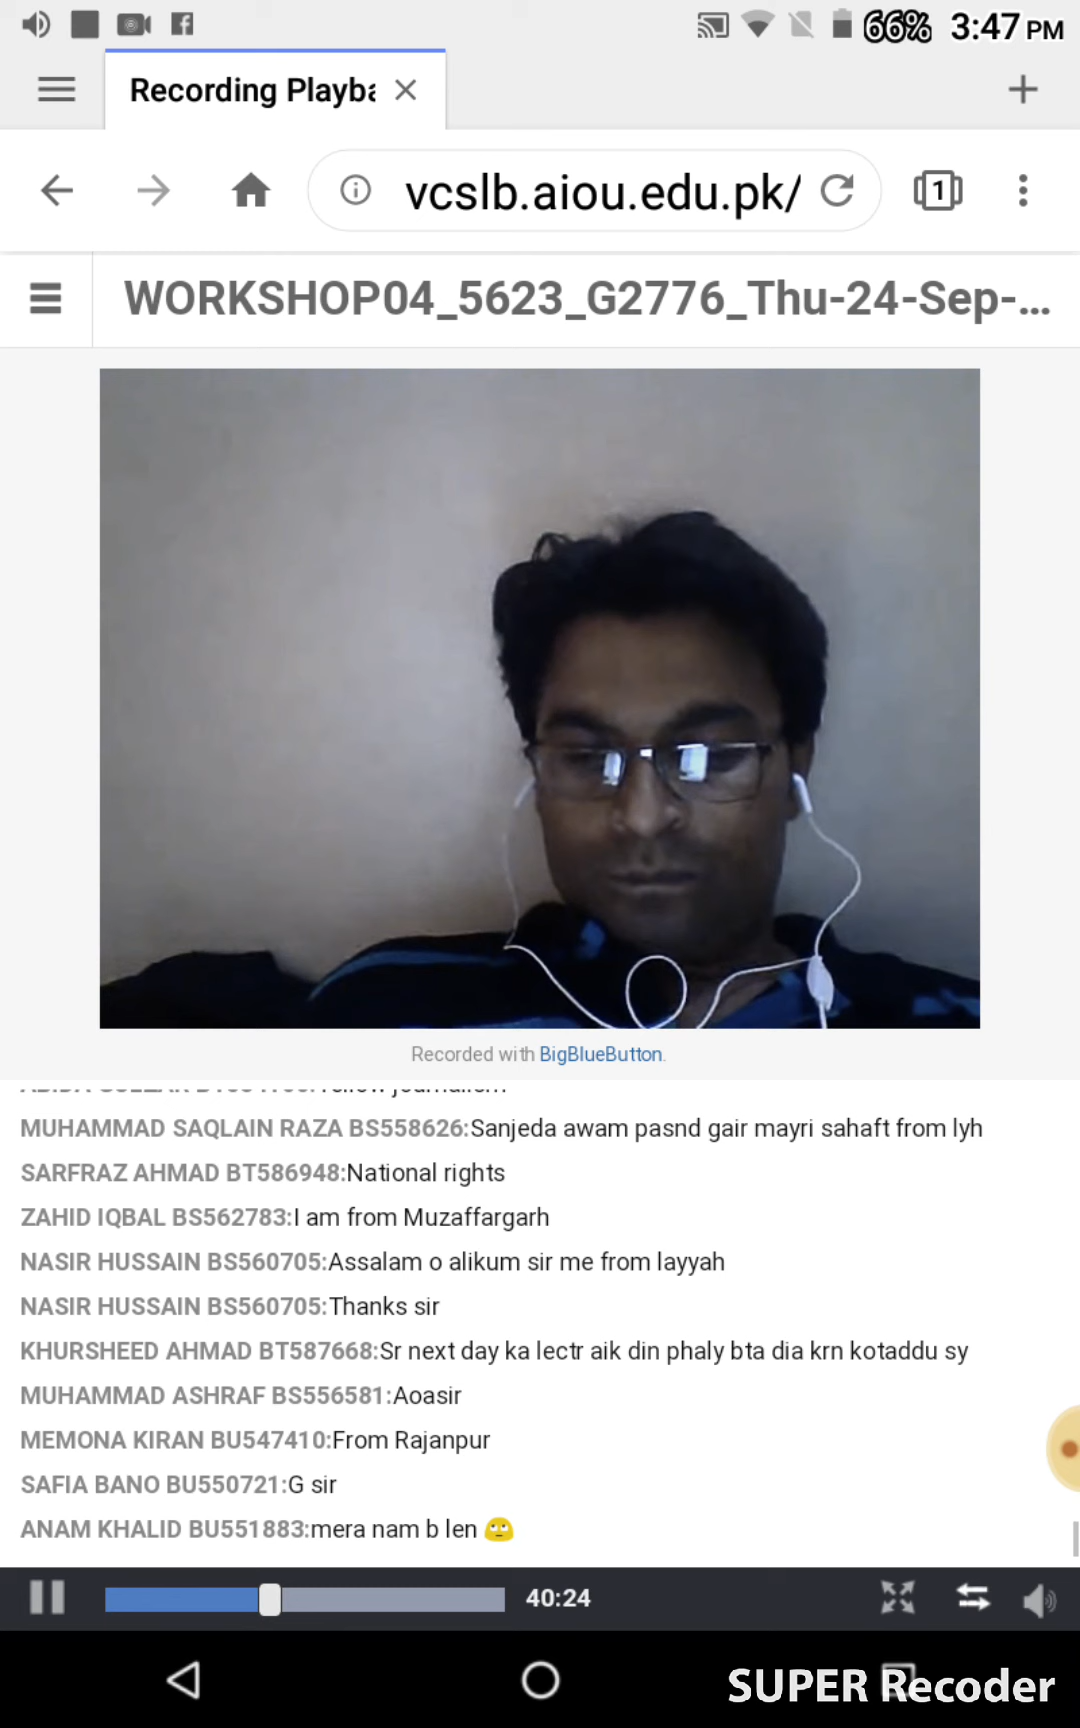 66% 3:47 PM
Recording Playba
vcslb.aiou.edu.pk/
1
WORKSHOP04_5623_G2776_Thu-24-Sep-...
Recorded with BigBlueButton.
MUHAMMAD SAQLAIN RAZA BS558626:Sanjeda awam pasnd gair mayri sahaft from lyh
SARFRAZ AHMAD BT586948:National rights
ZAHID IQBAL BS562783:I am from Muzaffargarh
NASIR HUSSAIN BS560705:Assalam o alikum sir me from layyah
NASIR HUSSAIN BS560705:Thanks sir
KHURSHEED AHMAD BT587668:Sr next day ka lectr aik din phaly bta dia krn kotaddu sy
MUHAMMAD ASHRAF BS556581:Aoasir
MEMONA KIRAN BU547410:From Rajanpur
SAFIA BANO BU550721:G sir
ANAM KHALID BU551883:mera nam b len 🙄
40:24
SUPER Recoder